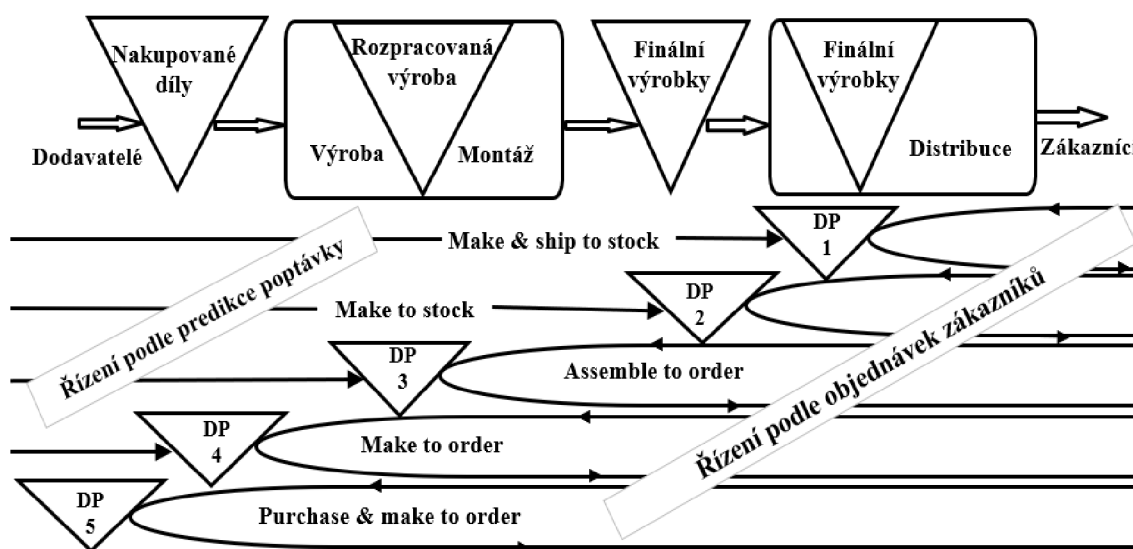 Nakupované
díly
Rozpracovaná
výroba
Finální
výrobky
Finální
výrobky
Dodavatelé
Výroba
Montáž
Distribuce
Zákazníci
DP
1
Make & ship to stock
DP
2
Make to stock
DP
3
Assemble to order
DP
4
Make to order
DP
5
Purchase & make to order
Řízení podle predikce poptávky
Řízení podle objednávek zákazníků